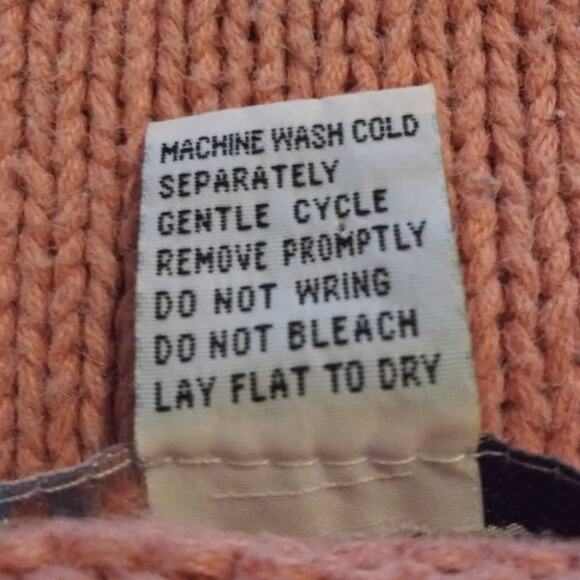 MACHINE WASH COLD
SEPARATELY
GENTLE CYCLE
REMOVE PROMPTLY
DO NOT WRING
DO NOT BLEACH
LAY FLAT TO DRY